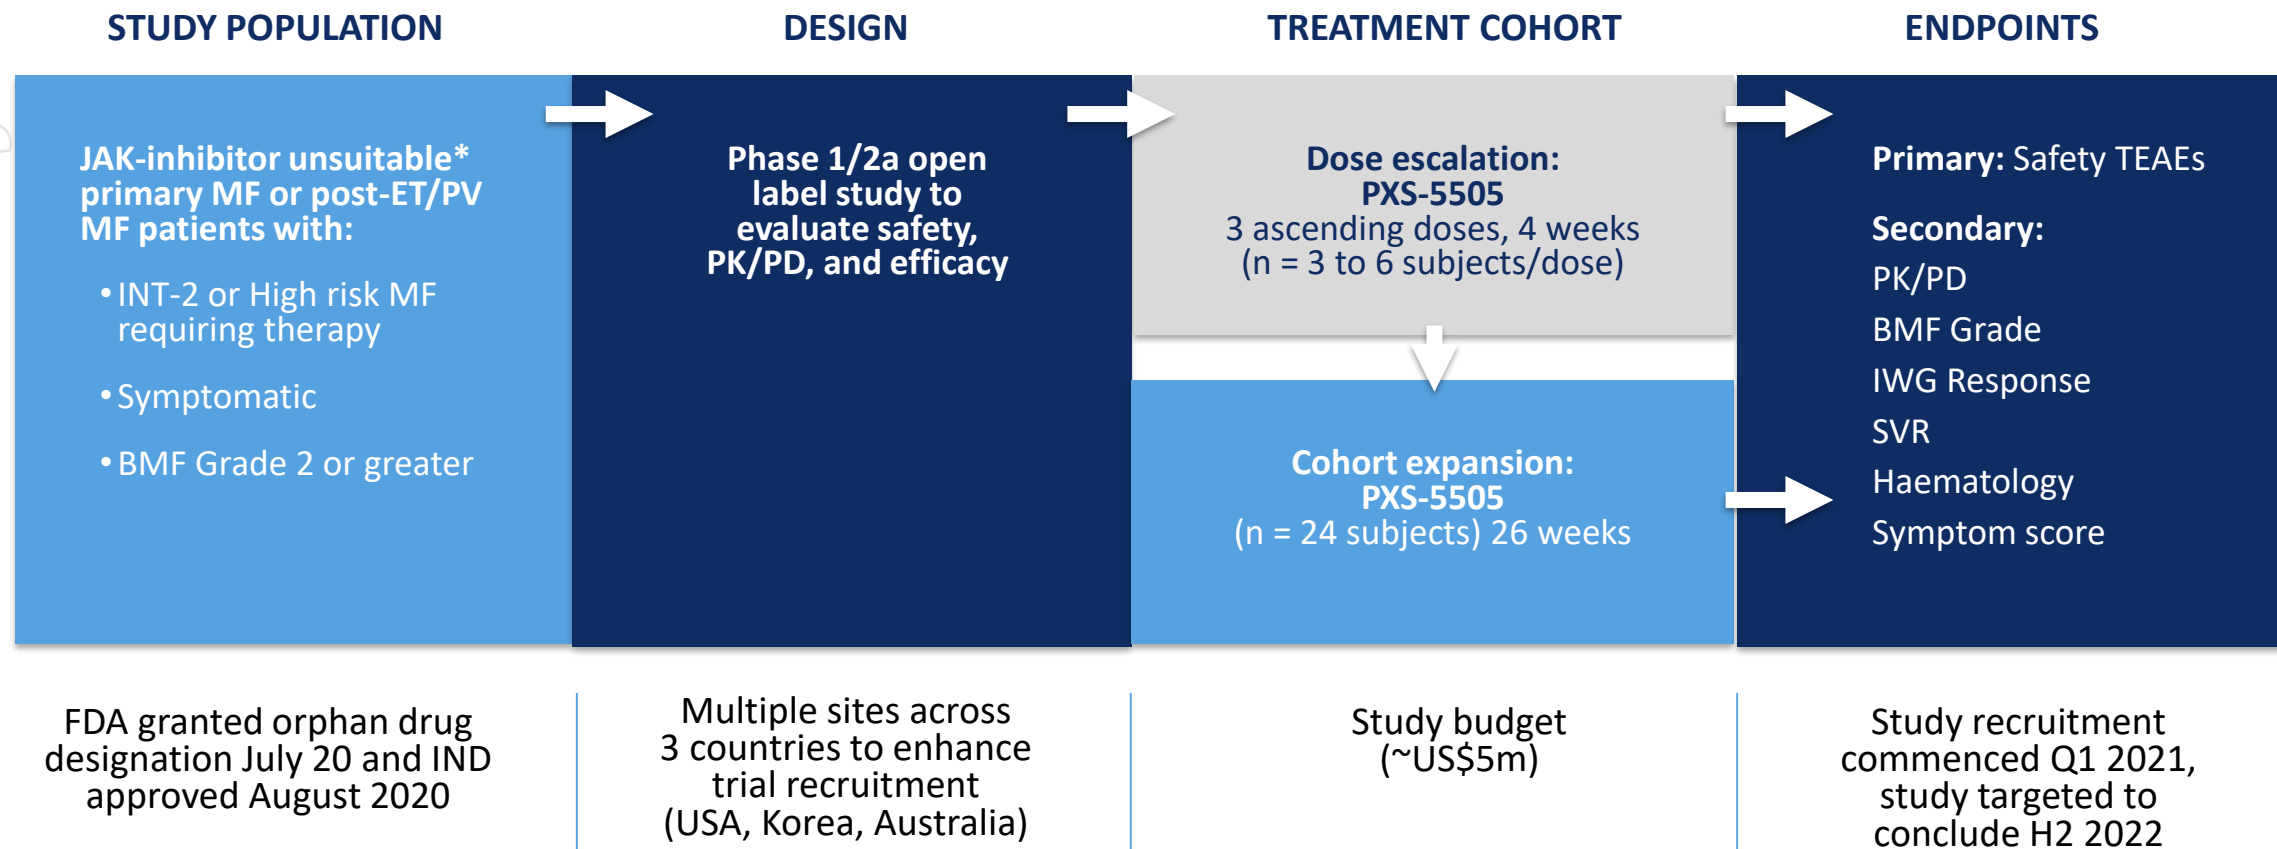 STUDY POPULATION
JAK-inhibitor unsuitable*
primary MF or post-ET/PV
MF patients with:
• INT-2 or High risk MF
requiring therapy
• Symptomatic
• BMF Grade 2 or greater
FDA granted orphan drug
designation July 20 and IND
approved August 2020
DESIGN
Phase 1/2a open
label study to
evaluate safety,
PK/PD, and efficacy
Multiple sites across
3 countries to enhance
trial recruitment
(USA, Korea, Australia)
TREATMENT COHORT
Dose escalation:
PXS-5505
3 ascending doses, 4 weeks
(n = 3 to 6 subjects/dose)
Cohort expansion:
PXS-5505
(n = 24 subjects) 26 weeks
Study budget
(~US$5m)
ENDPOINTS
Primary: Safety TEAEs
Secondary:
PK/PD
BMF Grade
IWG Response
SVR
Haematology
Symptom score
Study recruitment
commenced Q1 2021,
study targeted to
conclude H2 2022